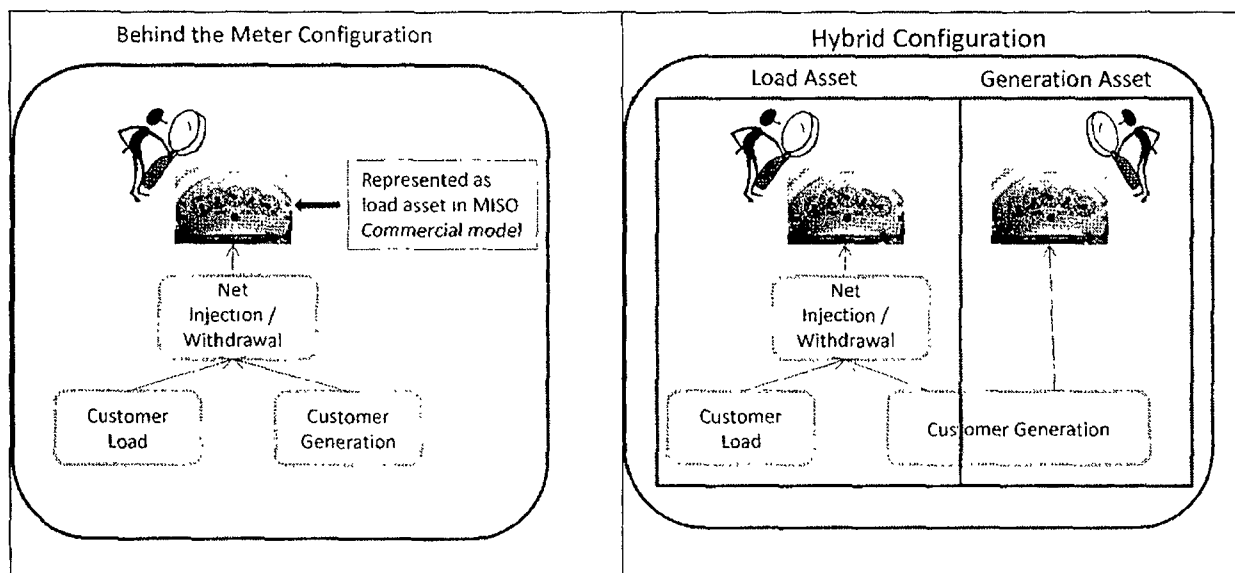 Behind the Meter Configuration
Represented as
load asset in MISO
Commercial model
Net
Injection /
Withdrawal
Customer
Load
Customer
Generation
Hybrid Configuration
Load Asset
Generation Asset
Net
Injection /
Withdrawal
Customer
Load
Customer Generation